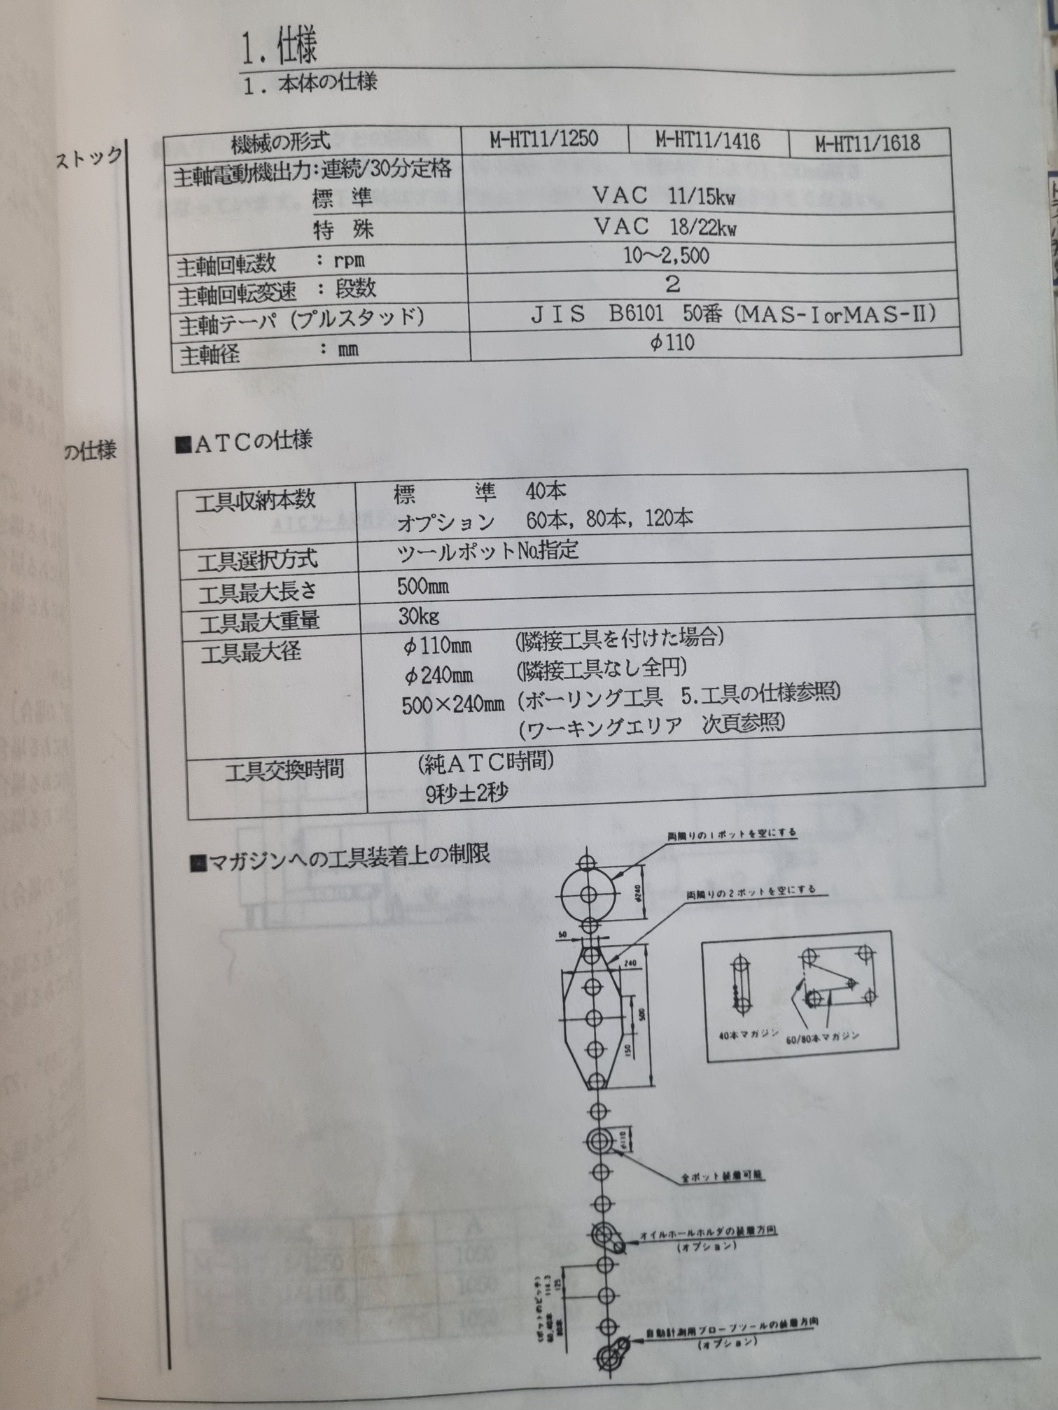 1. 仕様
1. 本体の仕様
ストック
機械の形式 M-HT11/1250 M-HT11/1416 M-HT11/1618
主軸電動機出力:連続/30分定格
標 準 VAC 11/15kw
特 殊 VAC 18/22kw
主軸回転数 : rpm 10~2,500
主軸回転変速 : 段数 2
主軸テーパ (プルスタッド) JIS B6101 50番 (MAS-IorMAS-II)
主軸径 : mm φ110
の仕様
■ATCの仕様
工具収納本数 標 準 40本
オプション 60本, 80本, 120本
工具選択方式 ツールポットNo.指定
工具最大長さ 500mm
工具最大重量 30kg
工具最大径 φ110mm (隣接工具を付けた場合)
φ240mm (隣接工具なし全円)
500×240mm (ボーリング工具 5.工具の仕様参照)
(ワーキングエリア 次頁参照)
工具交換時間 (純ATC時間)
9秒±2秒
■マガジンへの工具装着上の制限
両隣りの1ポットを空にする
φ240
両隣りの2ポットを空にする
50
240
500
150
40本マガジン
60/80本マガジン
φ110
全ポット装着可能
オイルホールホルダの装着方向
(オプション)
(ポットのピッチ)
114.3
125
自動計測用プローブツールの装着方向
(オプション)